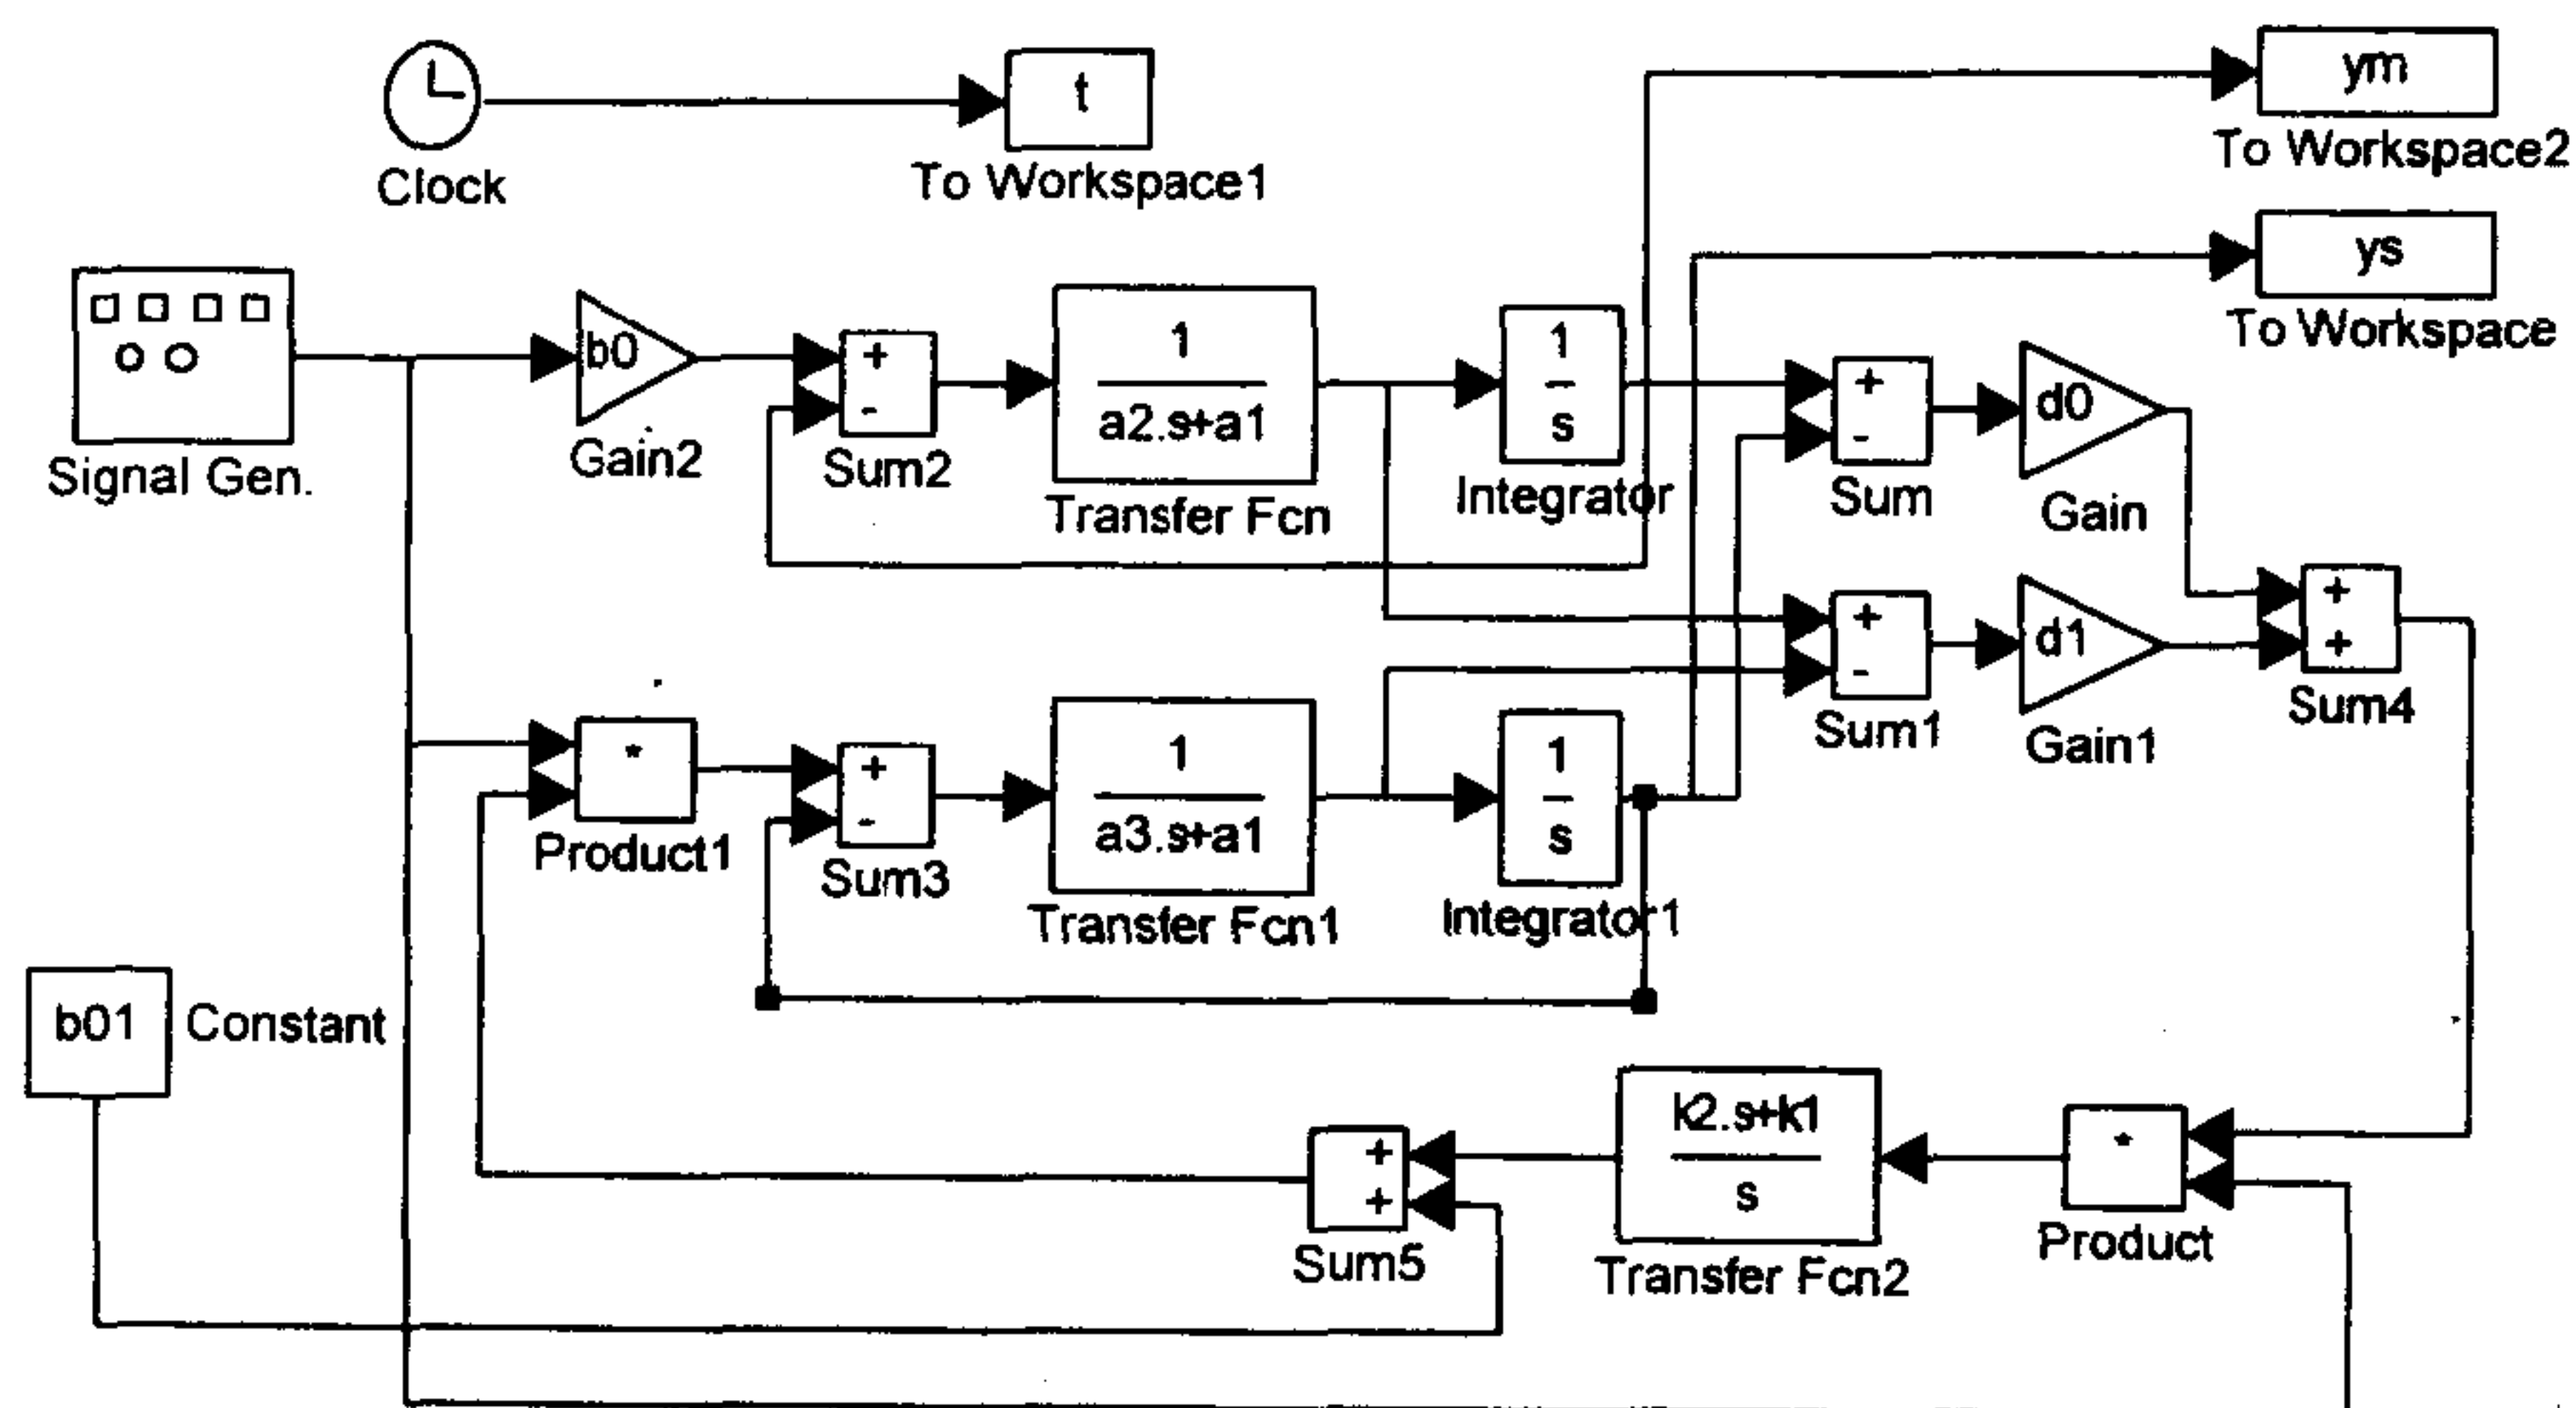 t
ym
Clock
To Workspace1
To Workspace2
ys
To Workspace
Signal Gen.
b0
Gain2
+
-
Sum2
1
a2.s+a1
Transfer Fcn
1
s
Integrator
+
-
Sum
d0
Gain
+
-
Sum1
d1
Gain1
+
+
Sum4
*
Product1
+
-
Sum3
1
a3.s+a1
Transfer Fcn1
1
s
Integrator1
b01
Constant
+
+
Sum5
k2.s+k1
s
Transfer Fcn2
*
Product